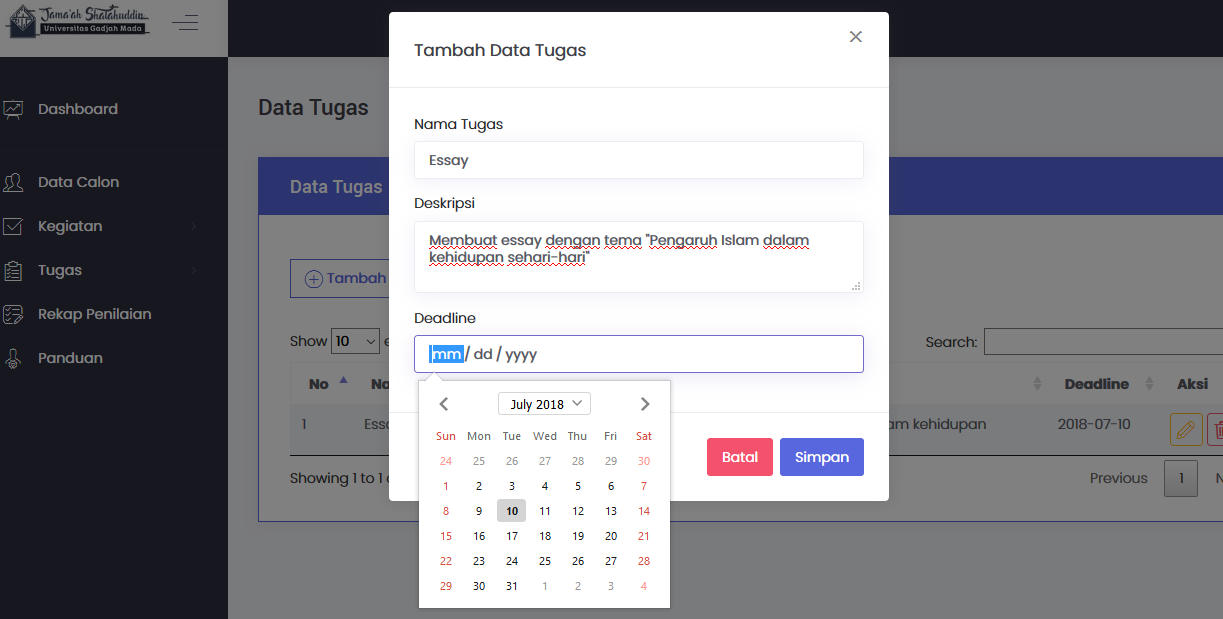 Jama'ah Shalahuddin
Universitas Gadjah Mada
Dashboard
Data Calon
Kegiatan
Tugas
Rekap Penilaian
Panduan
Data Tugas
Data Tugas
Tambah
Show 10 e
Search:
No Na Deadline Aksi
1 Essa am kehidupan 2018-07-10
Showing 1 to 1 Previous 1 N
Tambah Data Tugas
Nama Tugas
Essay
Deskripsi
Membuat essay dengan tema "Pengaruh Islam dalam
kehidupan sehari-hari"
Deadline
mm / dd / yyyy
July 2018
Sun Mon Tue Wed Thu Fri Sat
24 25 26 27 28 29 30
1 2 3 4 5 6 7
8 9 10 11 12 13 14
15 16 17 18 19 20 21
22 23 24 25 26 27 28
29 30 31 1 2 3 4
Batal Simpan